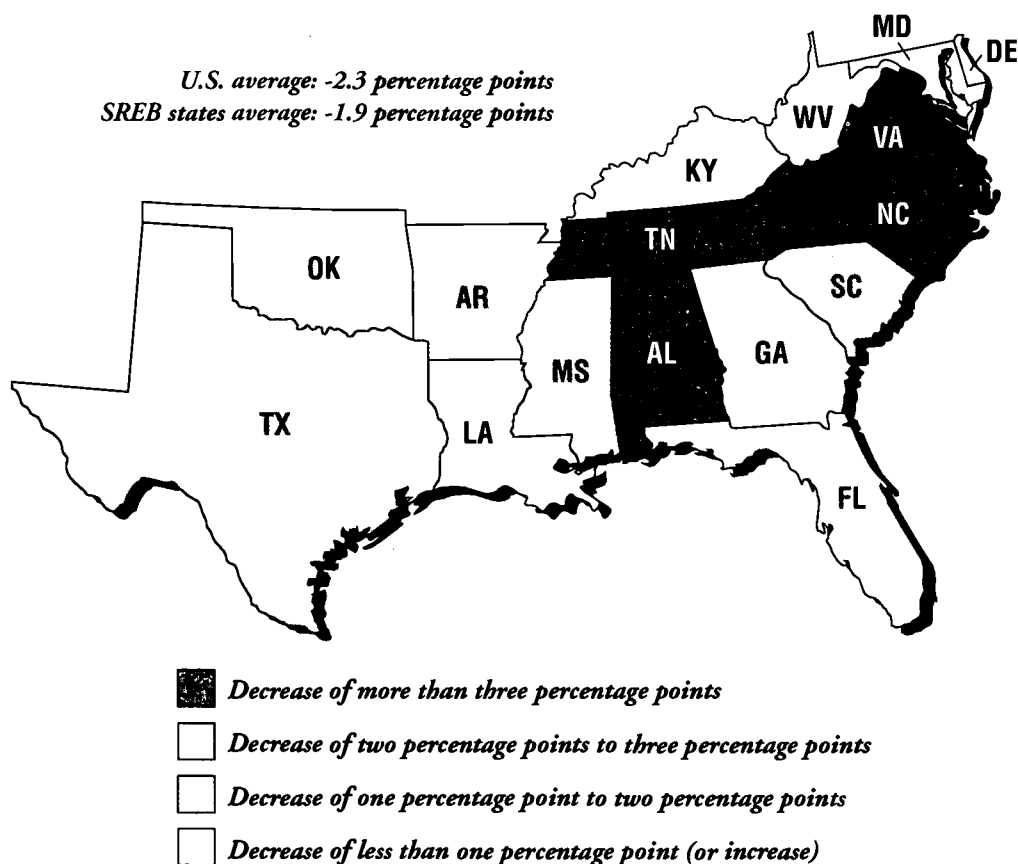 MD
DE
U.S. average: -2.3 percentage points
SREB states average: -1.9 percentage points
WV
VA
KY
NC
TN
OK
SC
AR
AL
GA
MS
TX
LA
FL
Decrease of more than three percentage points
Decrease of two percentage points to three percentage points
Decrease of one percentage point to two percentage points
Decrease of less than one percentage point (or increase)